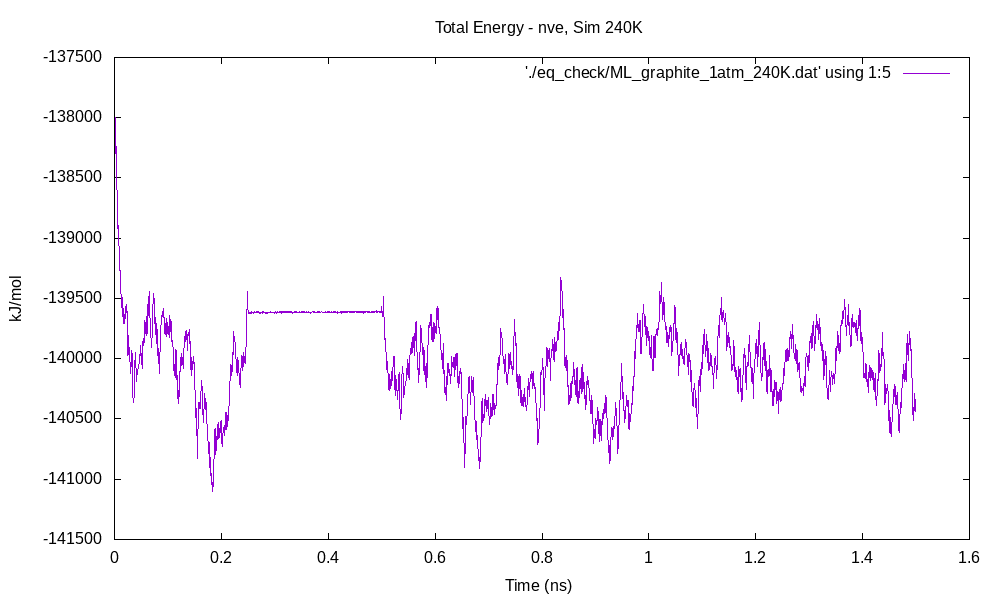 Total Energy - nve, Sim 240K
-137500
'./eq_check/ML_graphite_1atm_240K.dat' using 1:5
-138000
-138500
-139000
-139500
-140000
-140500
-141000
-141500
kJ/mol
0 0.2 0.4 0.6 0.8 1 1.2 1.4 1.6
Time (ns)